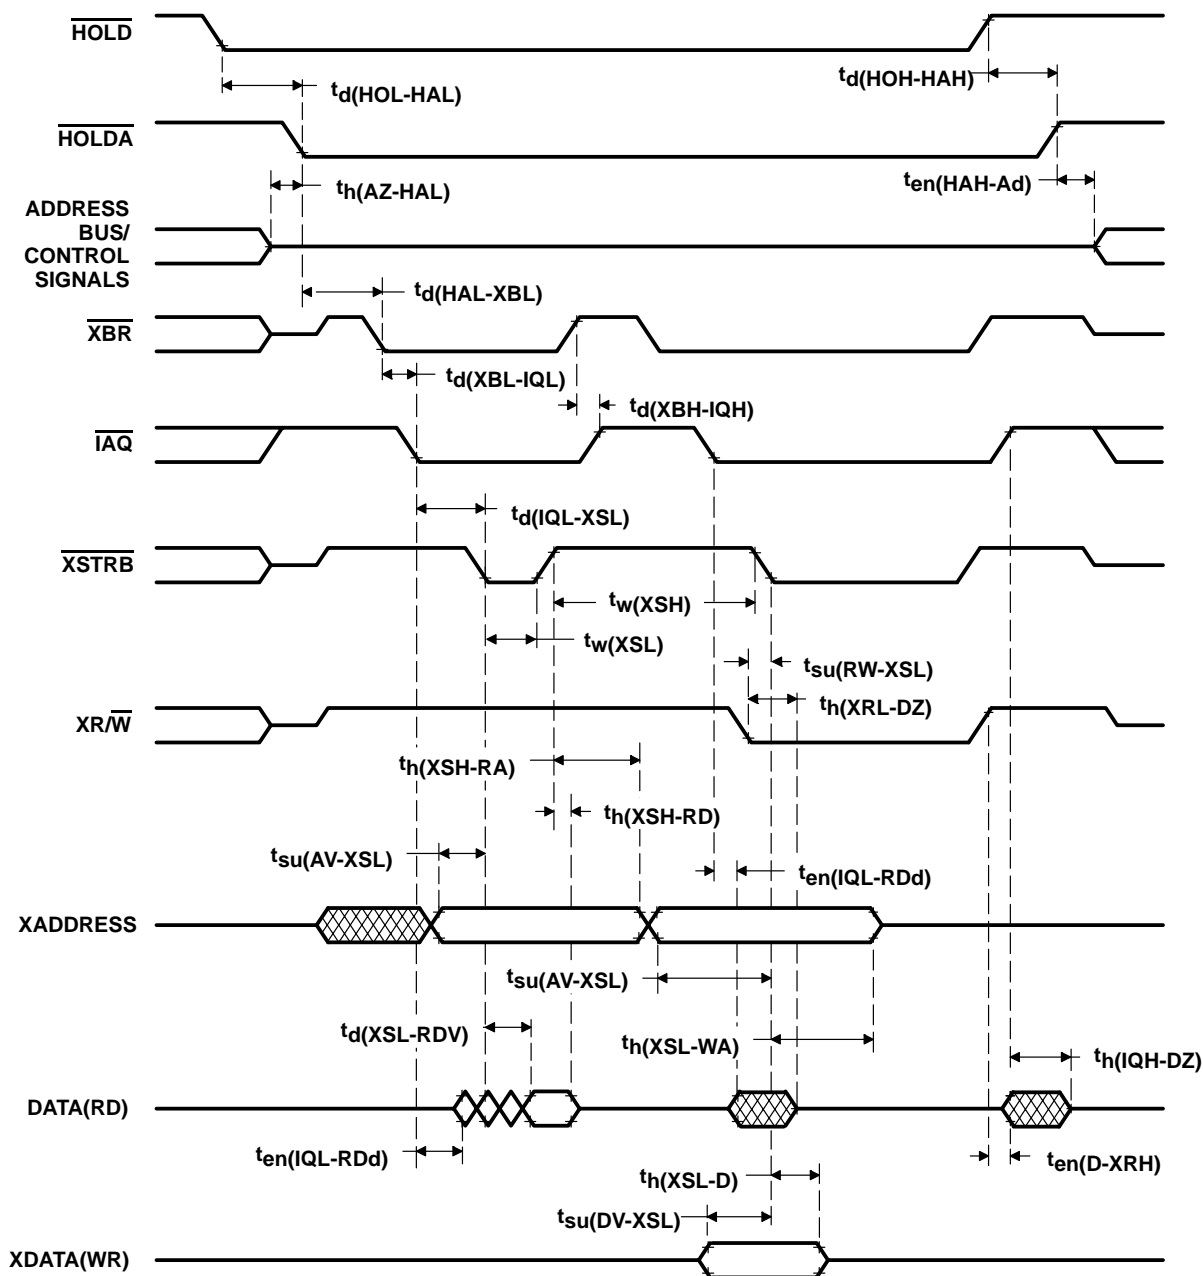 HOLD
td(HOL-HAL)
td(HOH-HAH)
HOLDA
th(AZ-HAL)
ten(HAH-Ad)
ADDRESS
BUS/
CONTROL
SIGNALS
td(HAL-XBL)
XBR
td(XBL-IQL)
td(XBH-IQH)
IAQ
td(IQL-XSL)
XSTRB
tw(XSH)
tw(XSL)
tsu(RW-XSL)
th(XRL-DZ)
XR/W
th(XSH-RA)
th(XSH-RD)
tsu(AV-XSL)
ten(IQL-RDd)
XADDRESS
tsu(AV-XSL)
td(XSL-RDV)
th(XSL-WA)
th(IQH-DZ)
DATA(RD)
ten(IQL-RDd)
ten(D-XRH)
th(XSL-D)
tsu(DV-XSL)
XDATA(WR)